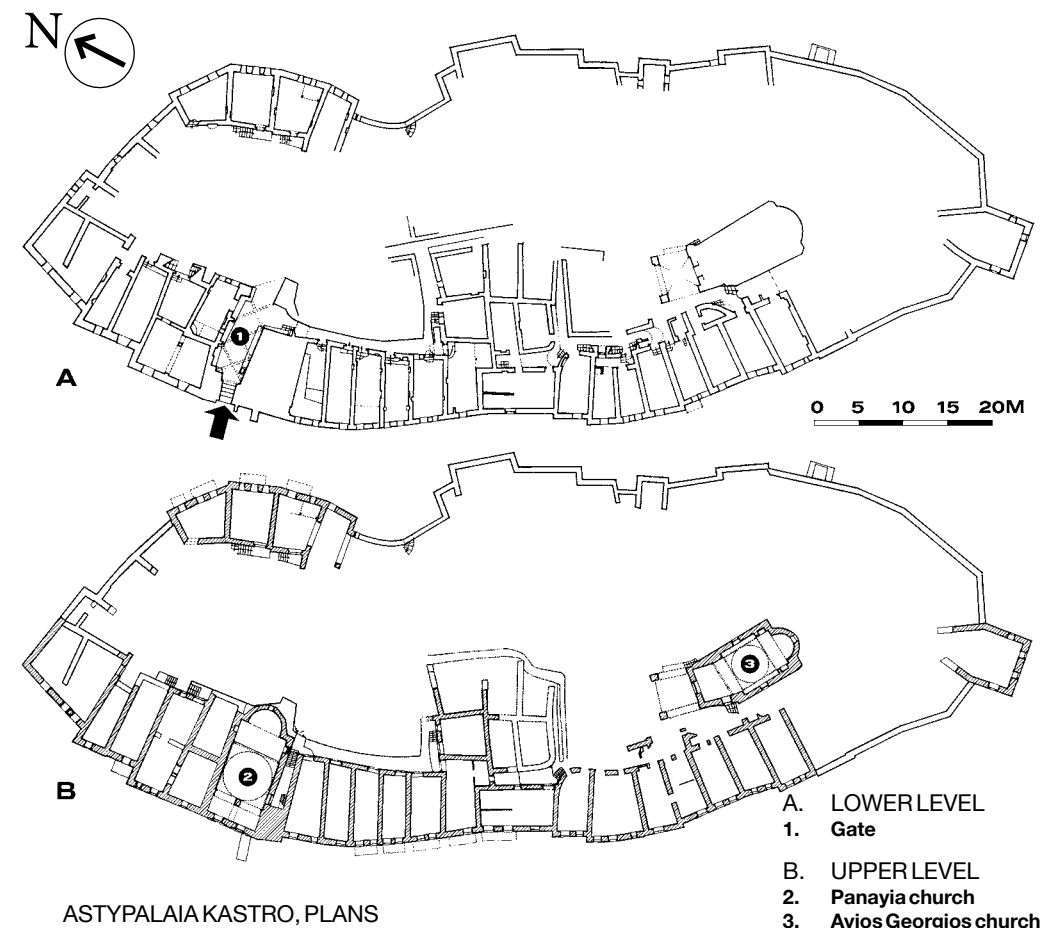 N
1
A
0 5 10 15 20M
3
2
B
A. LOWER LEVEL
1. Gate
B. UPPER LEVEL
2. Panayia church
3. Ayios Georgios church
ASTYPALAIA KASTRO, PLANS